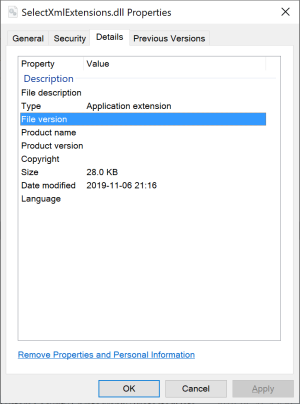 SelectXmlExtensions.dll Properties
General Security Details Previous Versions
Property Value
Description
File description
Type Application extension
File version
Product name
Product version
Copyright
Size 28.0 KB
Date modified 2019-11-06 21:16
Language
Remove Properties and Personal Information
OK Cancel Apply